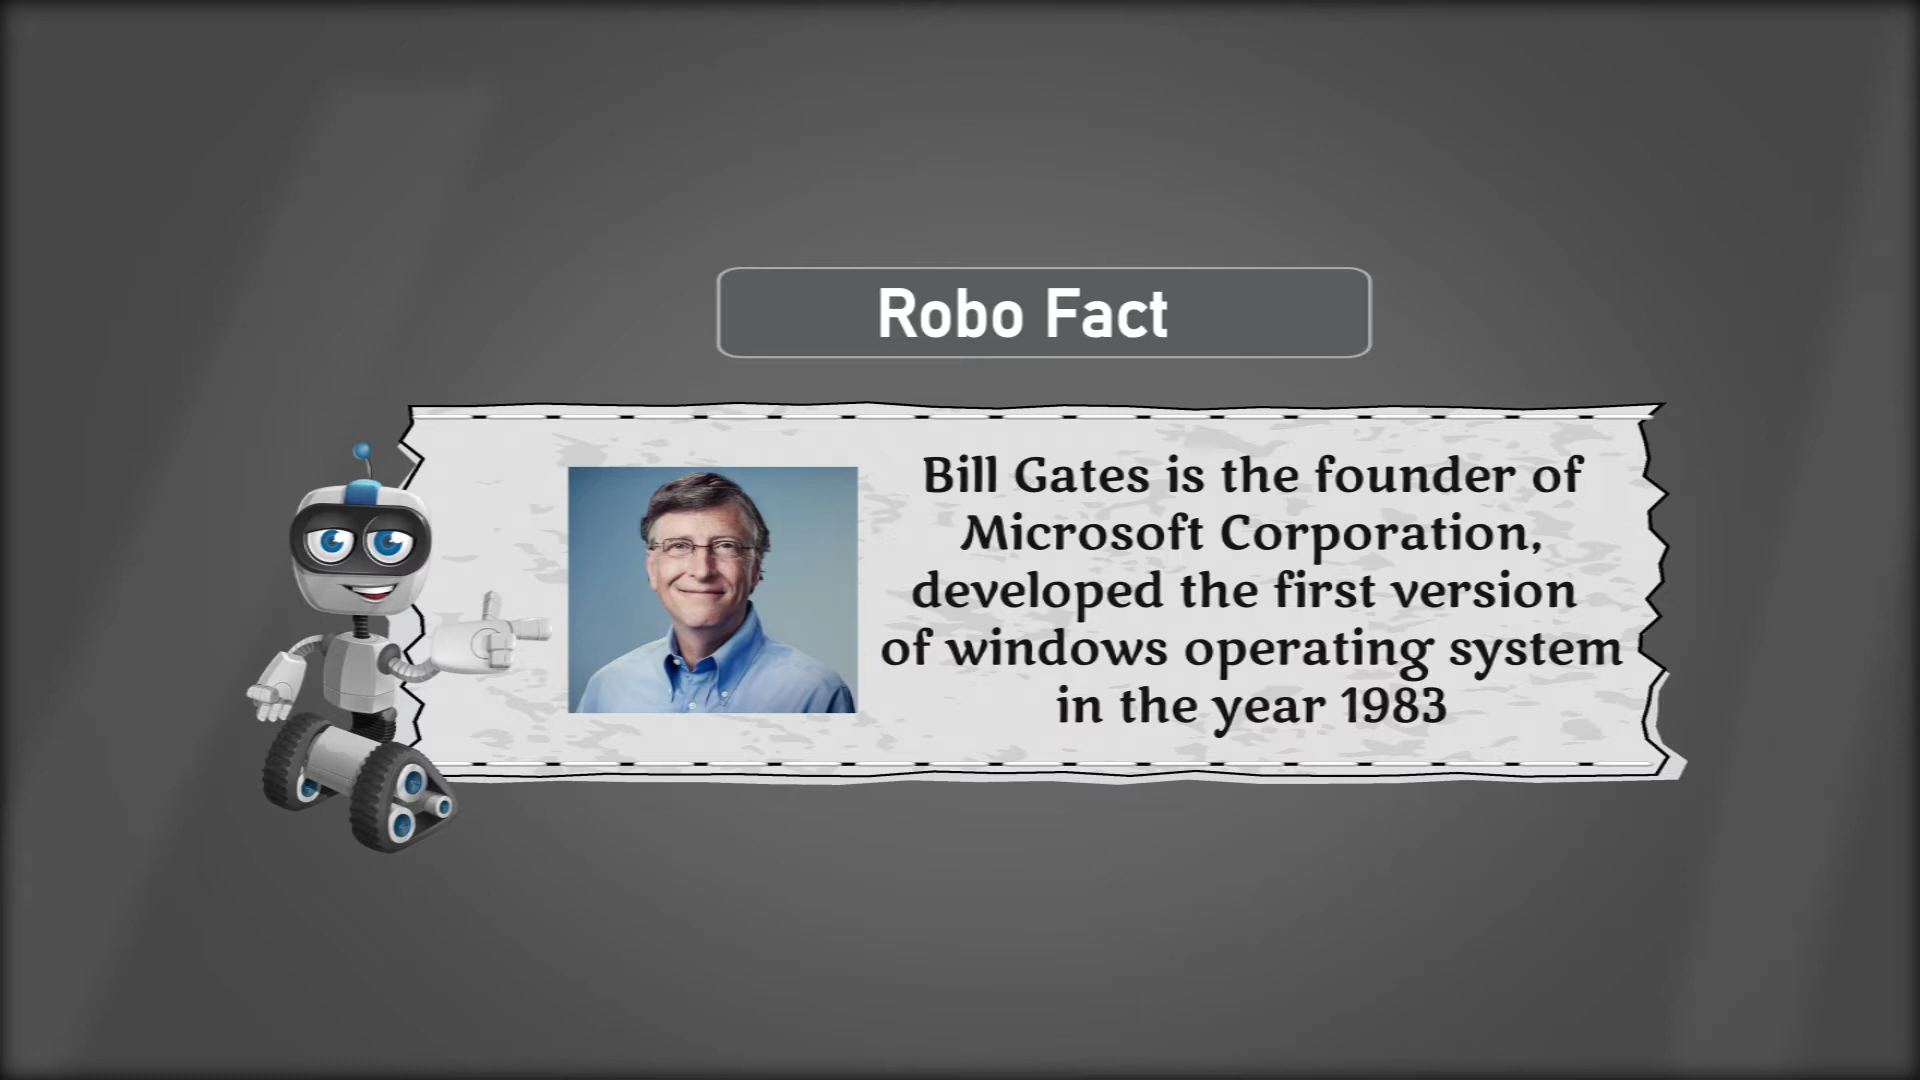 Robo Fact
Bill Gates is the founder of
Microsoft Corporation,
developed the first version
of windows operating system
in the year 1983